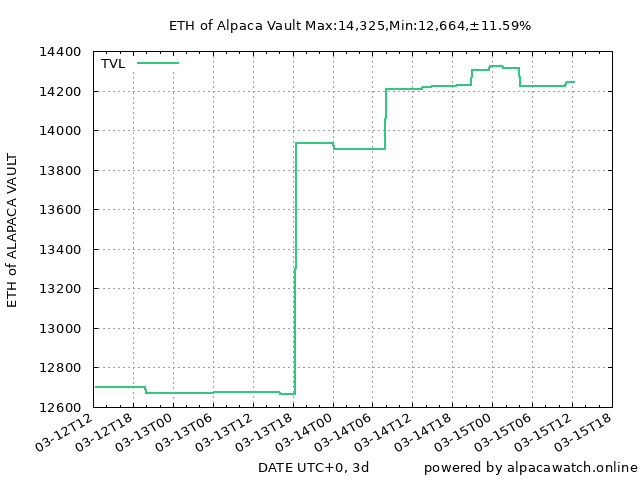 ETH of Alpaca Vault Max:14,325,Min:12,664,±11.59%
TVL
14400
14200
14000
13800
13600
13400
13200
13000
12800
12600
ETH of ALAPACA VAULT
03-12T12
03-12T18
03-13T00
03-13T06
03-13T12
03-13T18
03-14T00
03-14T06
03-14T12
03-14T18
03-15T00
03-15T06
03-15T12
03-15T18
DATE UTC+0, 3d
powered by alpacawatch.online